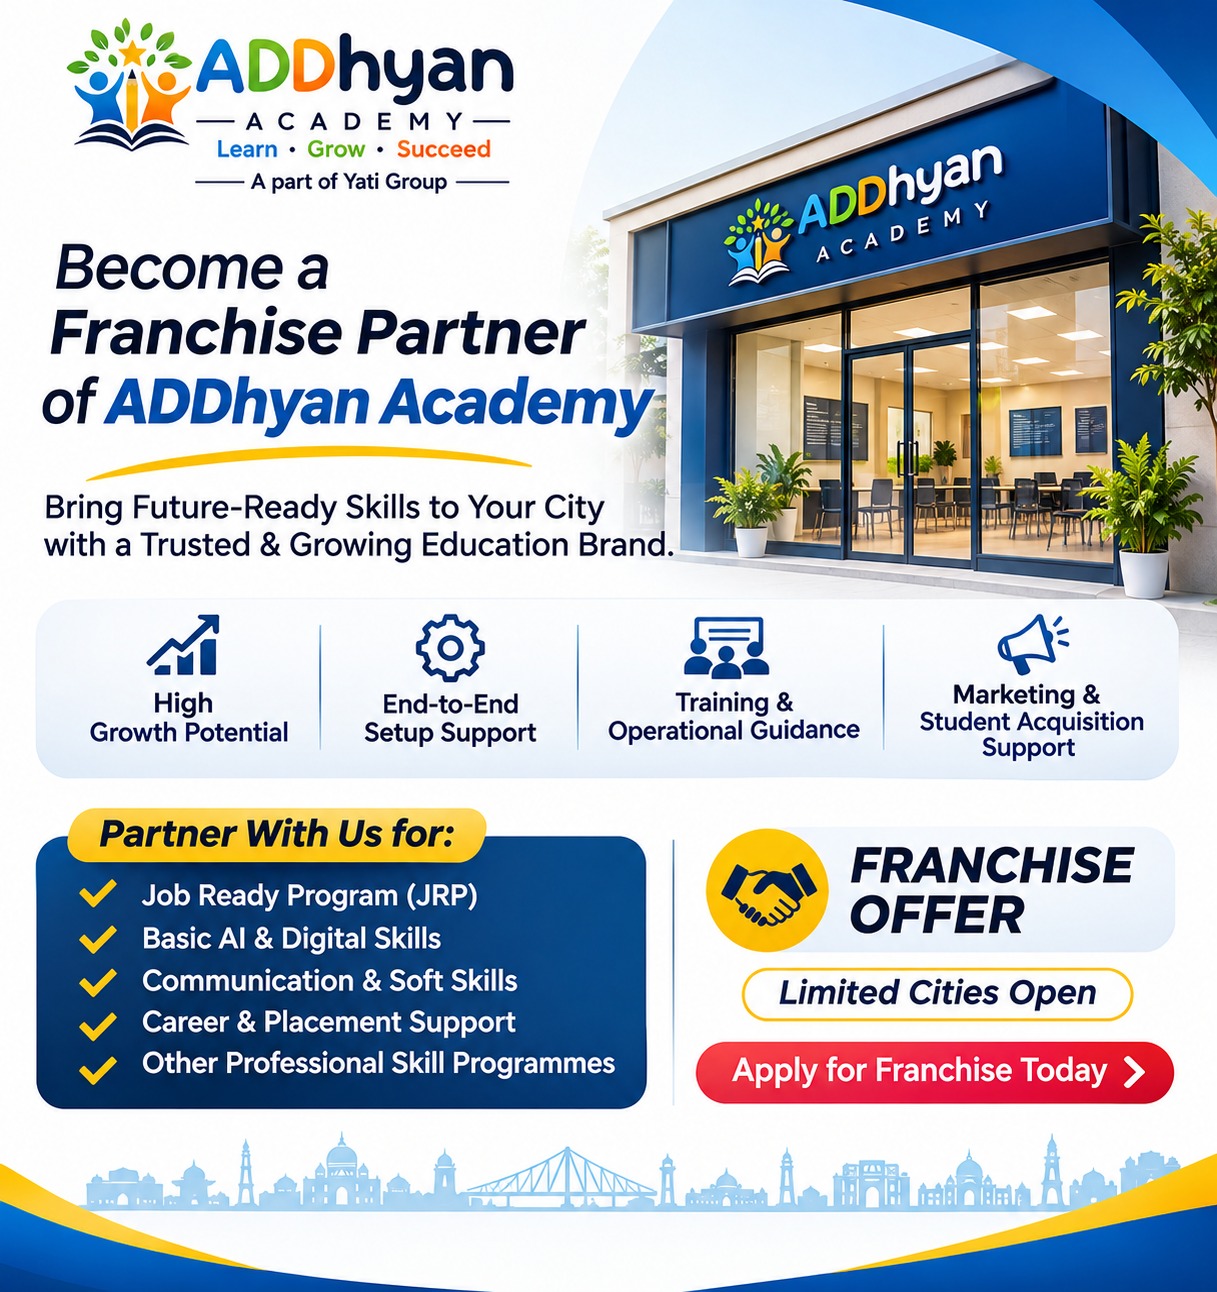 ADDhyan
ACADEMY
Learn • Grow • Succeed
A part of Yati Group
ADDhyan
ACADEMY
Become a
Franchise Partner
of ADDhyan Academy
Bring Future-Ready Skills to Your City
with a Trusted & Growing Education Brand.
High
Growth Potential
End-to-End
Setup Support
Training &
Operational Guidance
Marketing &
Student Acquisition
Support
Partner With Us for:
Job Ready Program (JRP)
Basic AI & Digital Skills
Communication & Soft Skills
Career & Placement Support
Other Professional Skill Programmes
FRANCHISE
OFFER
Limited Cities Open
Apply for Franchise Today